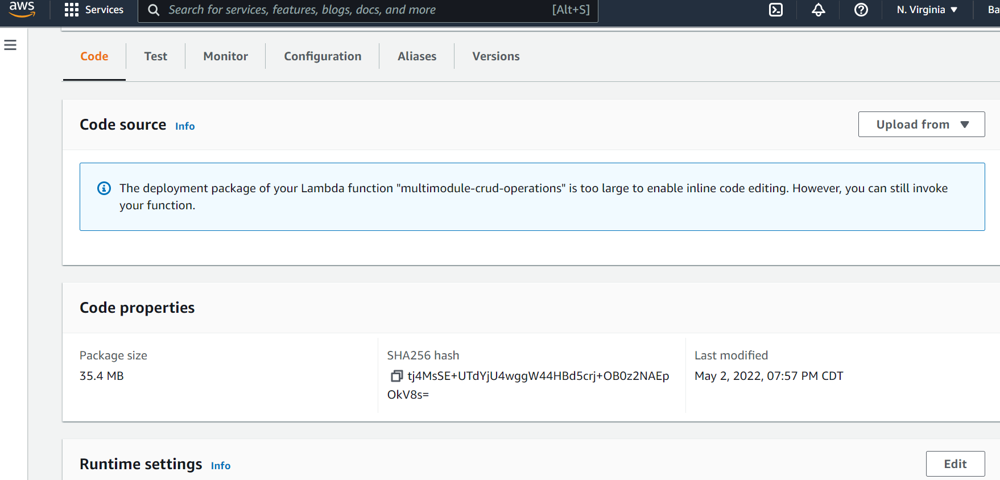 aws
Services
Search for services, features, blogs, docs, and more
[Alt+S]
N. Virginia
Code
Test
Monitor
Configuration
Aliases
Versions
Code source
Info
Upload from
The deployment package of your Lambda function "multimodule-crud-operations" is too large to enable inline code editing. However, you can still invoke
your function.
Code properties
Package size
35.4 MB
SHA256 hash
tj4MsSE+UTdYjU4wggW44HBd5crj+OB0z2NAEp
OkV8s=
Last modified
May 2, 2022, 07:57 PM CDT
Runtime settings
Info
Edit